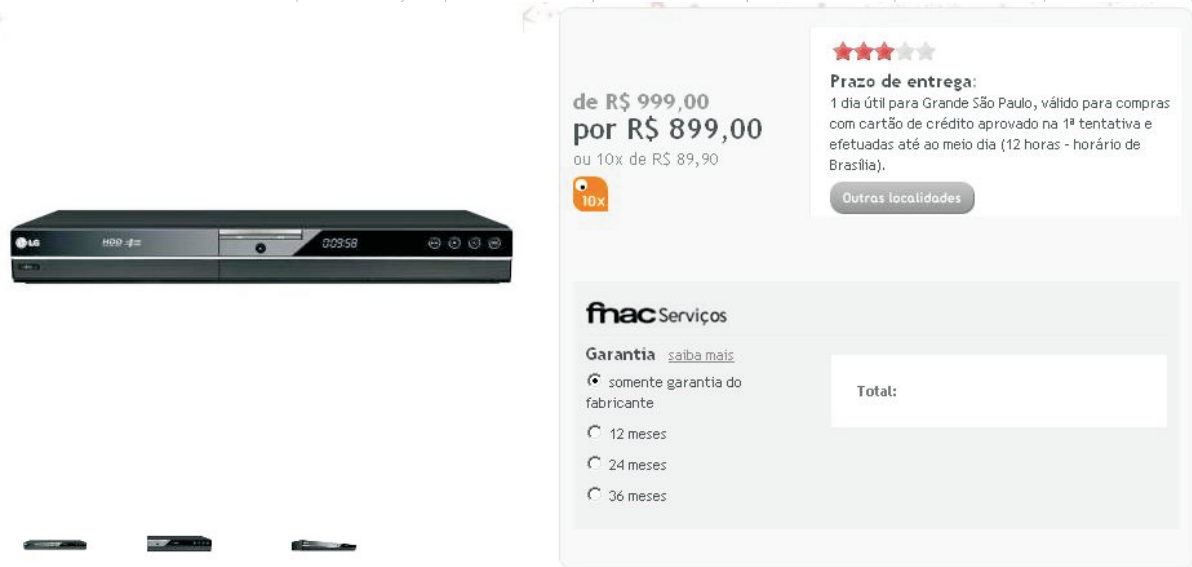 LG
HDD
00:9:58
de R$ 999,00
por R$ 899,00
ou 10x de R$ 89,90
10x
Prazo de entrega:
1 dia útil para Grande São Paulo, válido para compras
com cartão de crédito aprovado na 1ª tentativa e
efetuadas até ao meio dia (12 horas - horário de
Brasília).
Outras localidades
fnac Serviços
Garantia saiba mais
somente garantia do
fabricante
12 meses
24 meses
36 meses
Total: